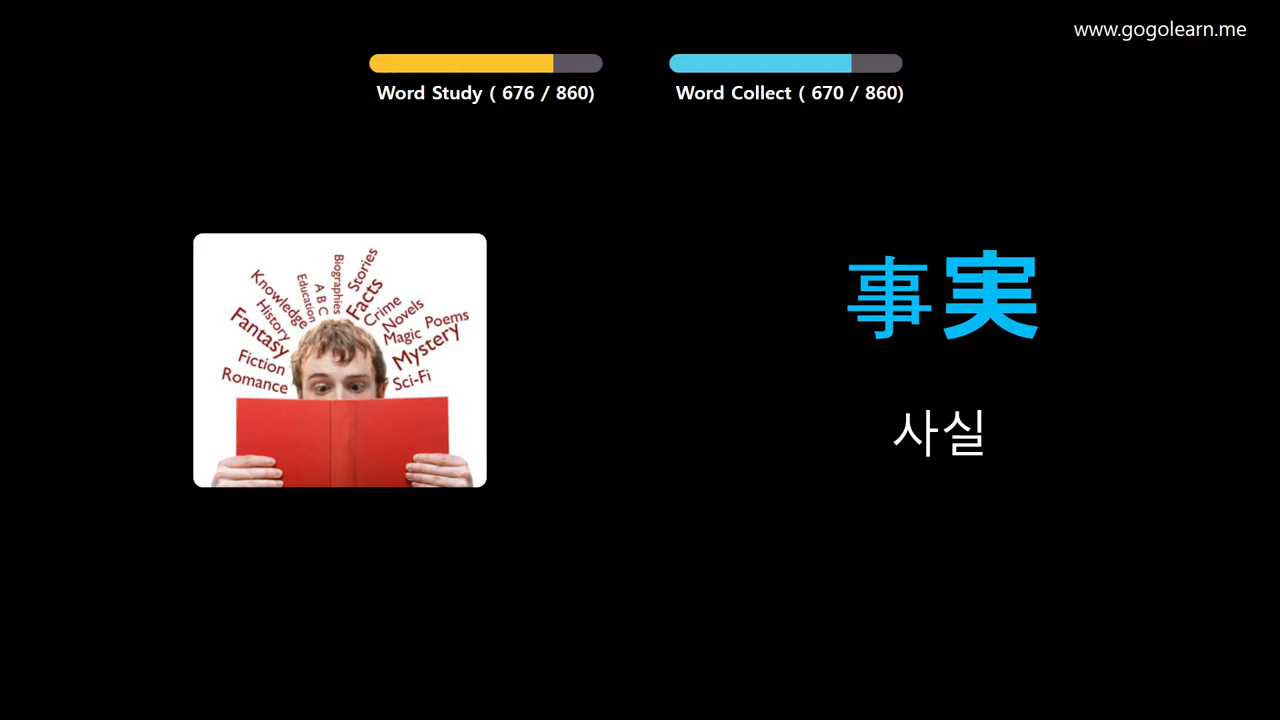 www.gogolearn.me
Word Study ( 676 / 860)
Word Collect ( 670 / 860)
Knowledge
History
Fantasy
Fiction
Romance
Education
A B C
Biographies
Stories
Facts
Crime
Novels
Magic
Poems
Mystery
Sci-Fi
事実
사실